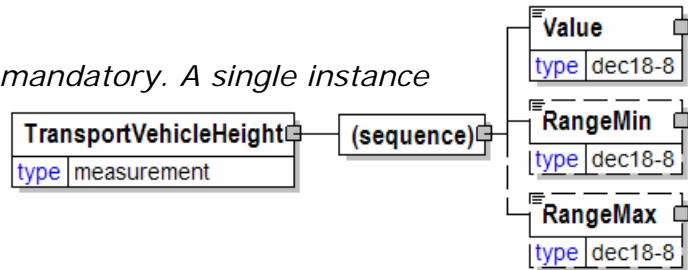 Value
type dec18-8
mandatory. A single instance
RangeMin
TransportVehicleHeight (sequence)
type dec18-8
type measurement
RangeMax
type dec18-8